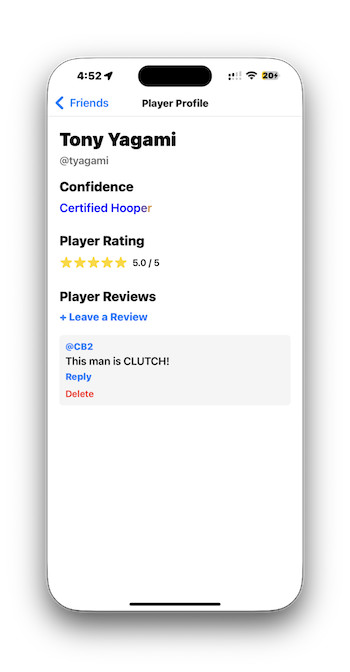 4:52
20
Friends
Player Profile
Tony Yagami
@tyagami
Confidence
Certified Hooper
Player Rating
5.0 / 5
Player Reviews
+ Leave a Review
@CB2
This man is CLUTCH!
Reply
Delete